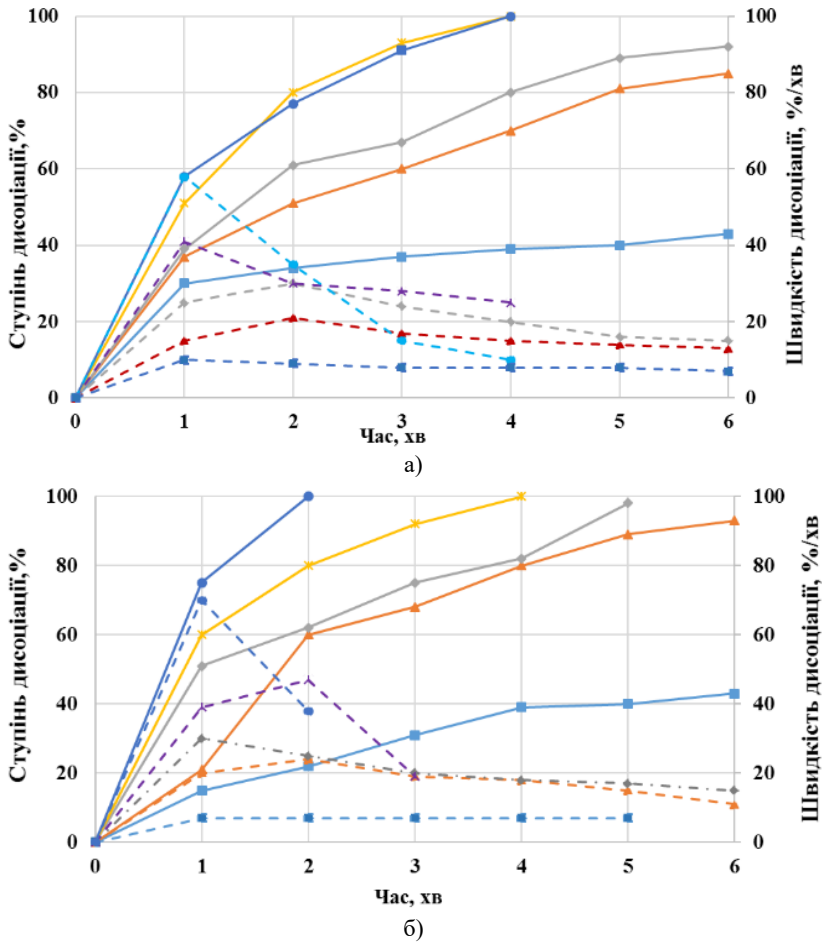 100 100
80 80
60 60
40 40
20 20
0 0
Ступінь дисоціації,%
Швидкість дисоціації, %/хв
0 1 2 3 4 5 6
Час, хв
а)
100 100
80 80
60 60
40 40
20 20
0 0
Ступінь дисоціації,%
Швидкість дисоціації, %/хв
0 1 2 3 4 5 6
Час, хв
б)